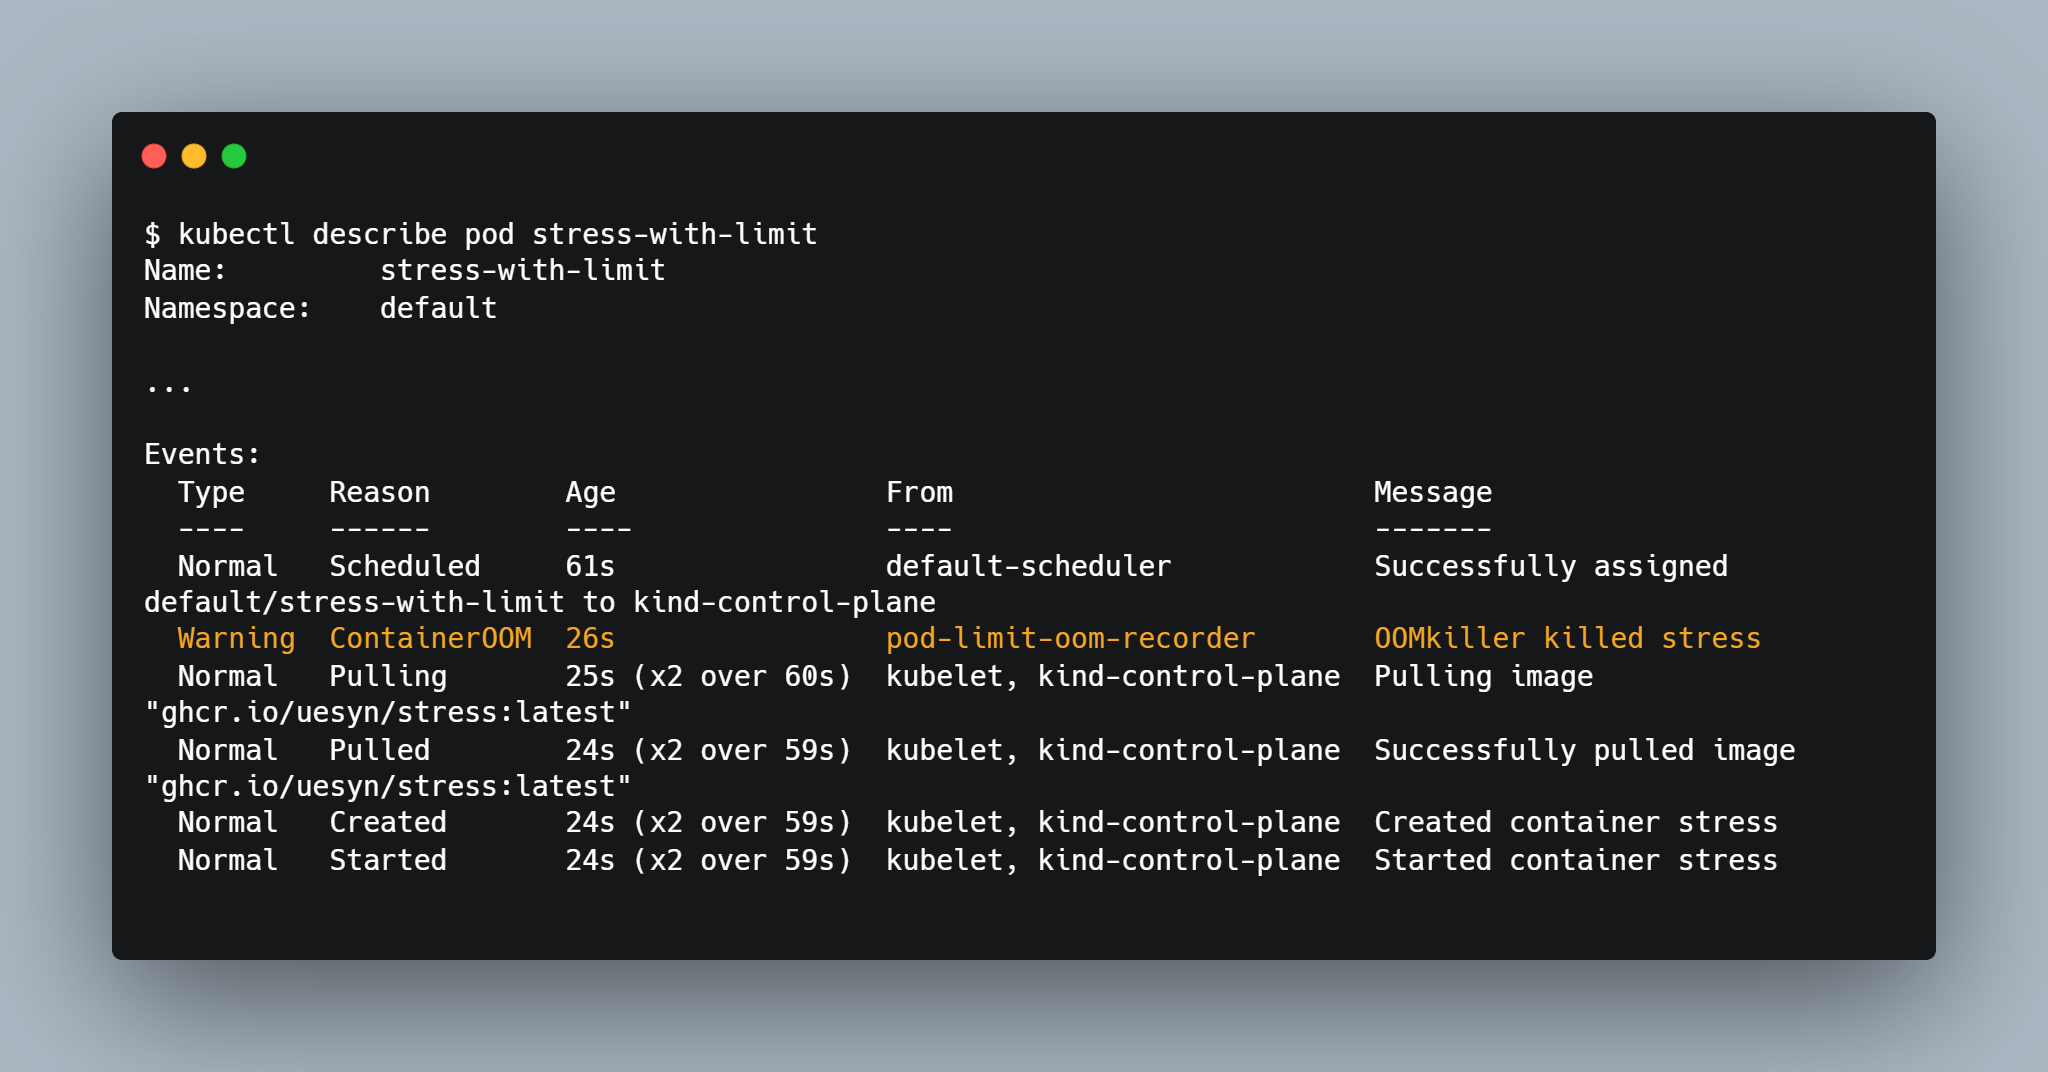 $ kubectl describe pod stress-with-limit
Name:         stress-with-limit
Namespace:    default

...

Events:
  Type     Reason        Age                From                         Message
  ----     ------        ----               ----                         -------
  Normal   Scheduled     61s                default-scheduler            Successfully assigned
default/stress-with-limit to kind-control-plane
  Warning  ContainerOOM  26s                pod-limit-oom-recorder       OOMkiller killed stress
  Normal   Pulling       25s (x2 over 60s)  kubelet, kind-control-plane  Pulling image
"ghcr.io/uesyn/stress:latest"
  Normal   Pulled        24s (x2 over 59s)  kubelet, kind-control-plane  Successfully pulled image
"ghcr.io/uesyn/stress:latest"
  Normal   Created       24s (x2 over 59s)  kubelet, kind-control-plane  Created container stress
  Normal   Started       24s (x2 over 59s)  kubelet, kind-control-plane  Started container stress